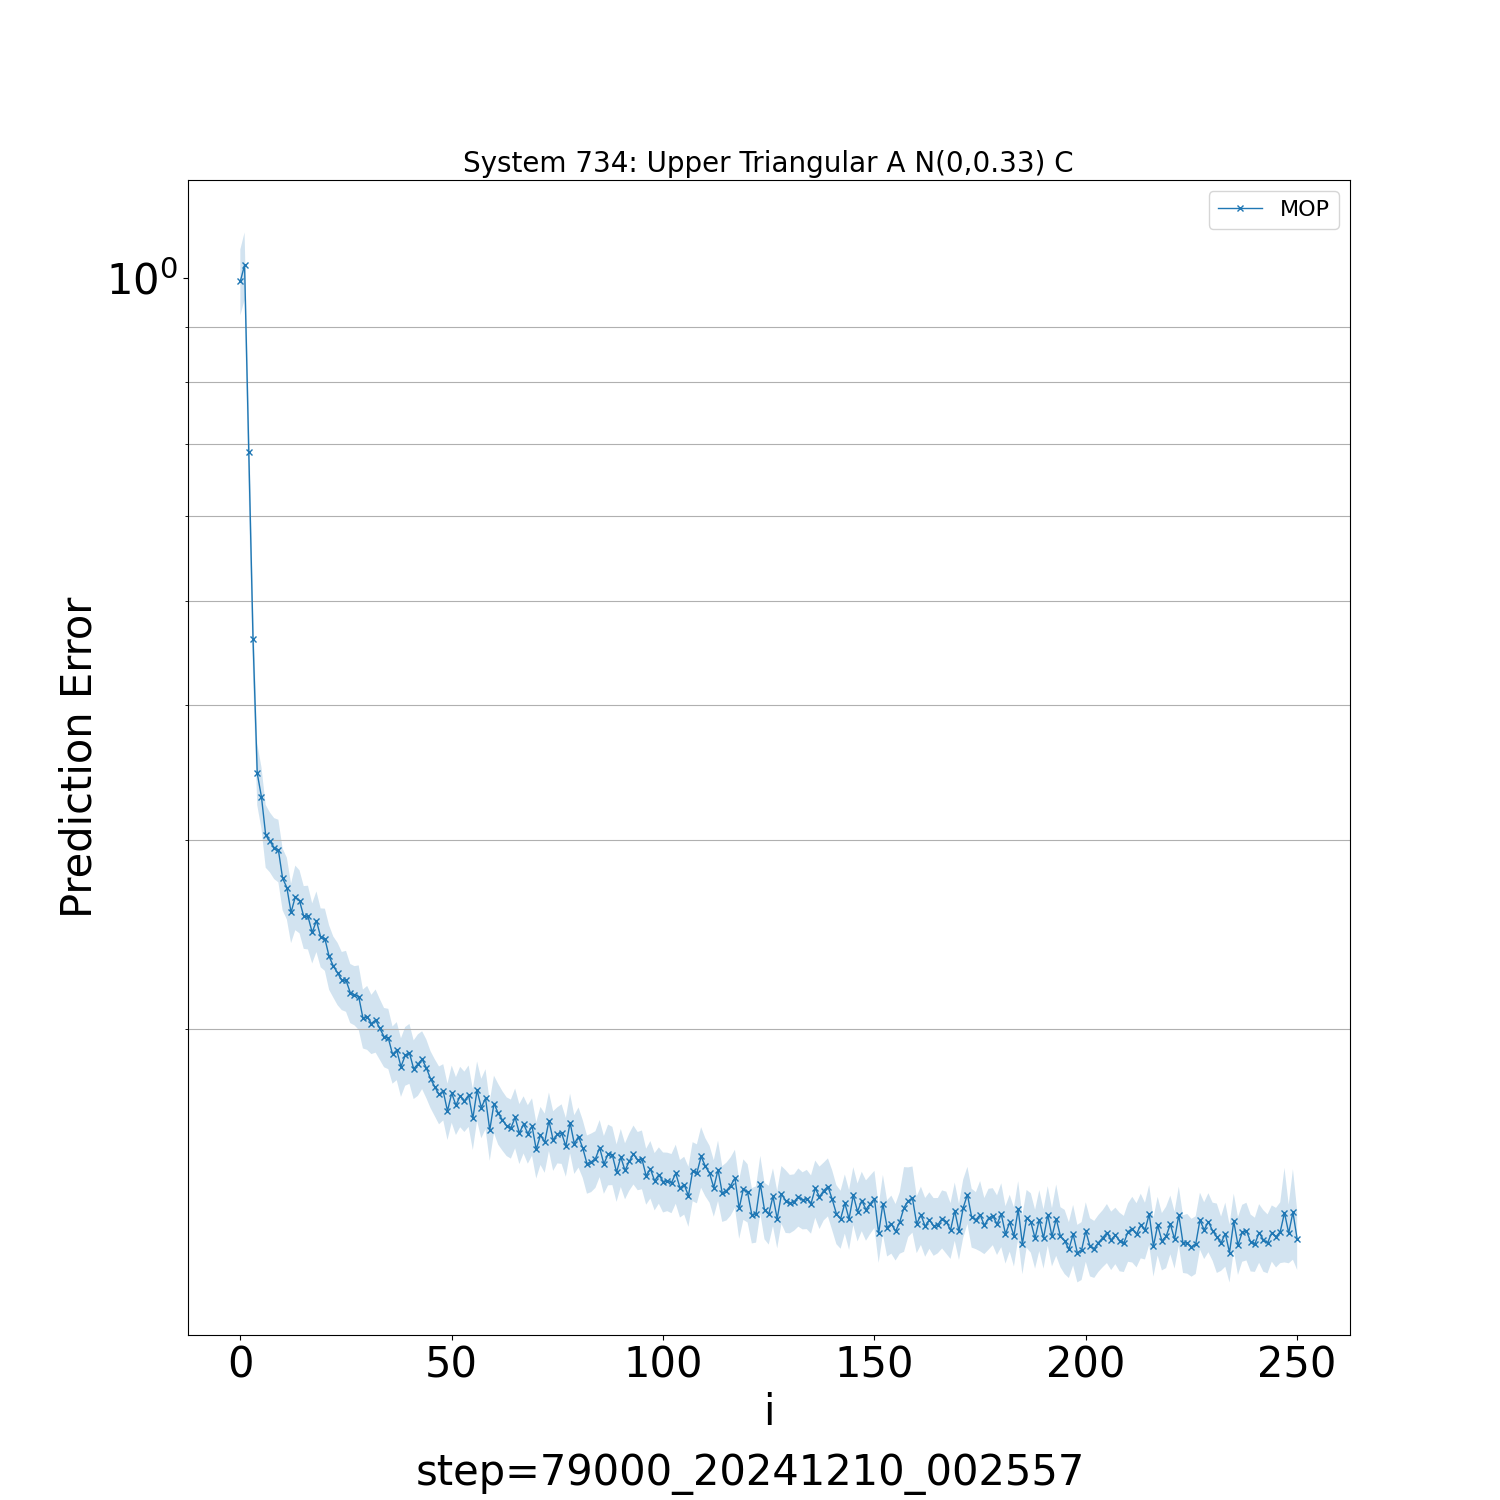 System 734: Upper Triangular A N(0,0.33) C
MOP
10⁰
Prediction Error
0 50 100 150 200 250
i
step=79000_20241210_002557